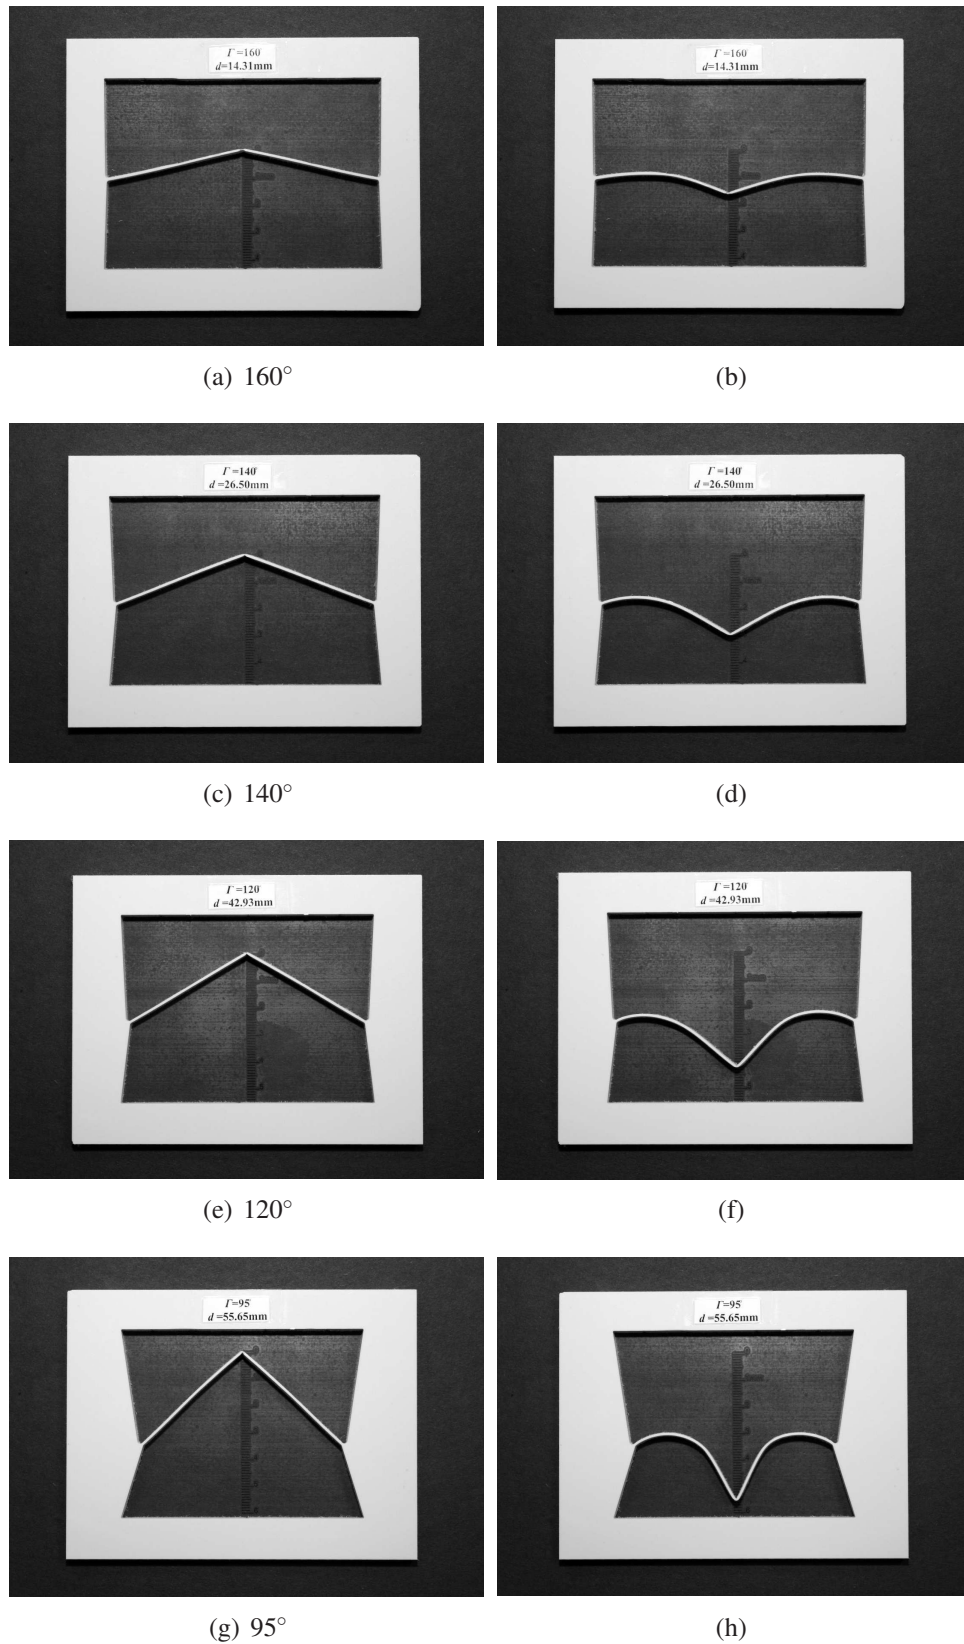 Γ=160°
d=14.31mm
Γ=160°
d=14.31mm
(a) 160°
(b)
Γ=140°
d=26.50mm
Γ=140°
d=26.50mm
(c) 140°
(d)
Γ=120°
d=42.93mm
Γ=120°
d=42.93mm
(e) 120°
(f)
Γ=95°
d=55.65mm
Γ=95°
d=55.65mm
(g) 95°
(h)